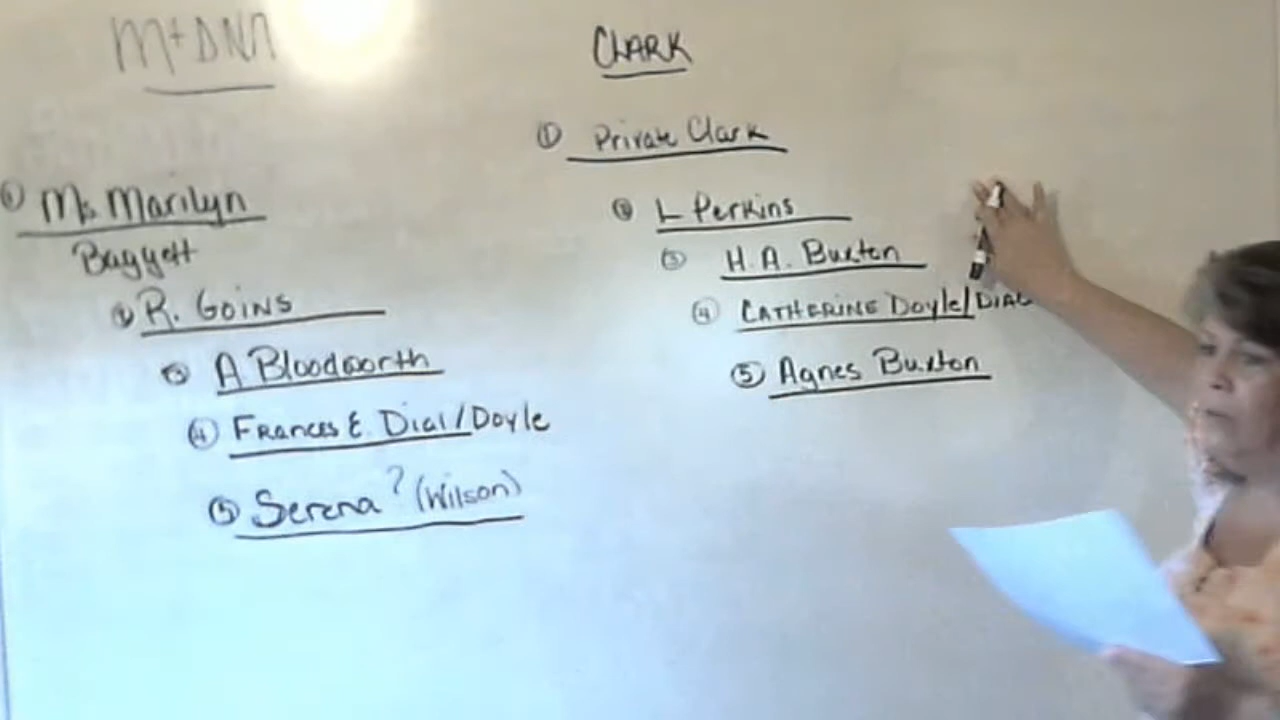 MtDNA
① Ms Marilyn
Baggett
② R. GOINS
③ A Bloodworth
④ FRANCES E. Dial/Doyle
⑤ Serena ? (Wilson)
CLARK
① Private Clark
② L Perkins
③ H. A. Buxton
④ CATHERINE Doyle/DIAL
⑤ Agnes Buxton